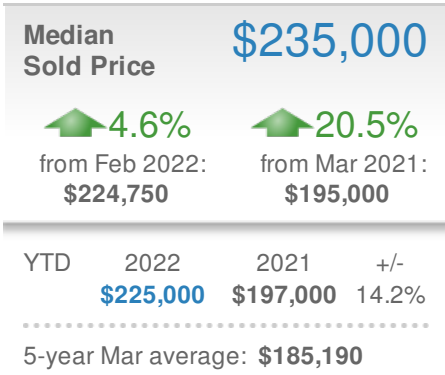 Median
Sold Price
$235,000
4.6%
20.5%
from Feb 2022:
from Mar 2021:
$224,750
$195,000
YTD 2022 2021 +/-
$225,000 $197,000 14.2%
5-year Mar average: $185,190